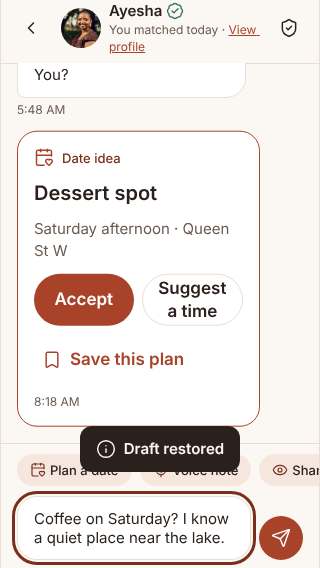 Ayesha
You matched today · View
profile
You?
5:48 AM
Date idea
Dessert spot
Saturday afternoon · Queen
St W
Accept
Suggest
a time
Save this plan
8:18 AM
Draft restored
Plan a date
Voice note
Coffee on Saturday? I know
a quiet place near the lake.